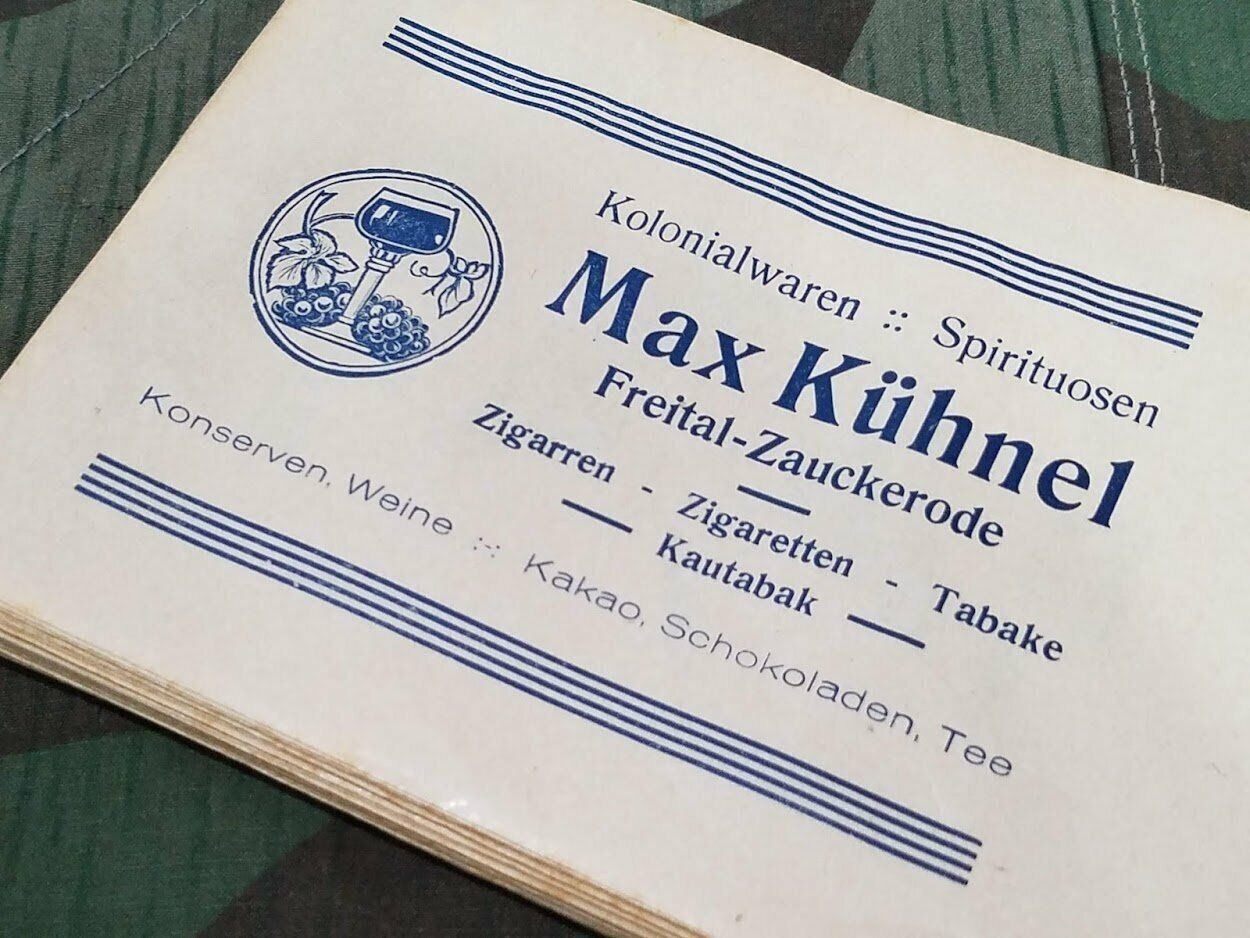 Kolonialwaren :: Spirituosen
Max Kühnel
Freital-Zauckerode
Zigarren - Zigaretten - Tabake
Kautabak
Konserven, Weine :: Kakao, Schokoladen, Tee